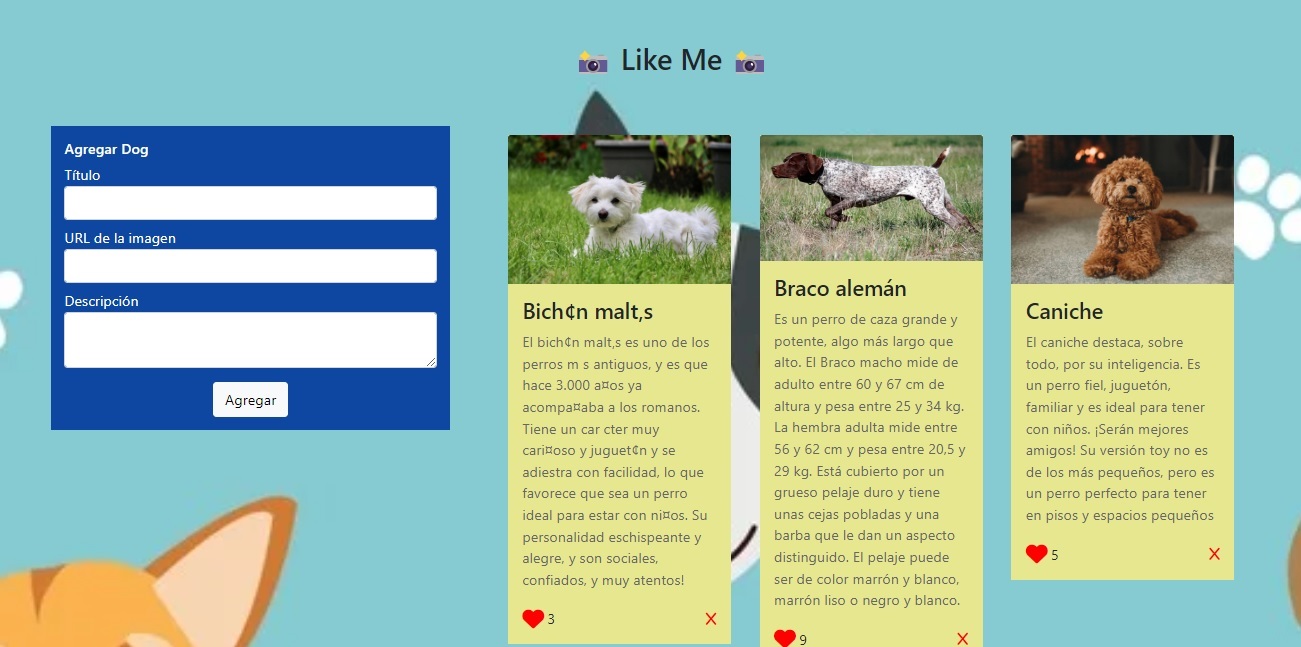 Like Me
Agregar Dog
Título
URL de la imagen
Descripción
Agregar
Bich¢n malt‚s
El bich¢n malt‚s es uno de los
perros m s antiguos, y es que
hace 3.000 a¤os ya
acompa¤aba a los romanos.
Tiene un car cter muy
cari¤oso y juguet¢n y se
adiestra con facilidad, lo que
favorece que sea un perro
ideal para estar con ni¤os. Su
personalidad eschispeante y
alegre, y son sociales,
confiados, y muy atentos!
3
X
Braco alemán
Es un perro de caza grande y
potente, algo más largo que
alto. El Braco macho mide de
adulto entre 60 y 67 cm de
altura y pesa entre 25 y 34 kg.
La hembra adulta mide entre
56 y 62 cm y pesa entre 20,5 y
29 kg. Está cubierto por un
grueso pelaje duro y tiene
unas cejas pobladas y una
barba que le dan un aspecto
distinguido. El pelaje puede
ser de color marrón y blanco,
marrón liso o negro y blanco.
9
X
Caniche
El caniche destaca, sobre
todo, por su inteligencia. Es
un perro fiel, juguetón,
familiar y es ideal para tener
con niños. ¡Serán mejores
amigos! Su versión toy no es
de los más pequeños, pero es
un perro perfecto para tener
en pisos y espacios pequeños
5
X